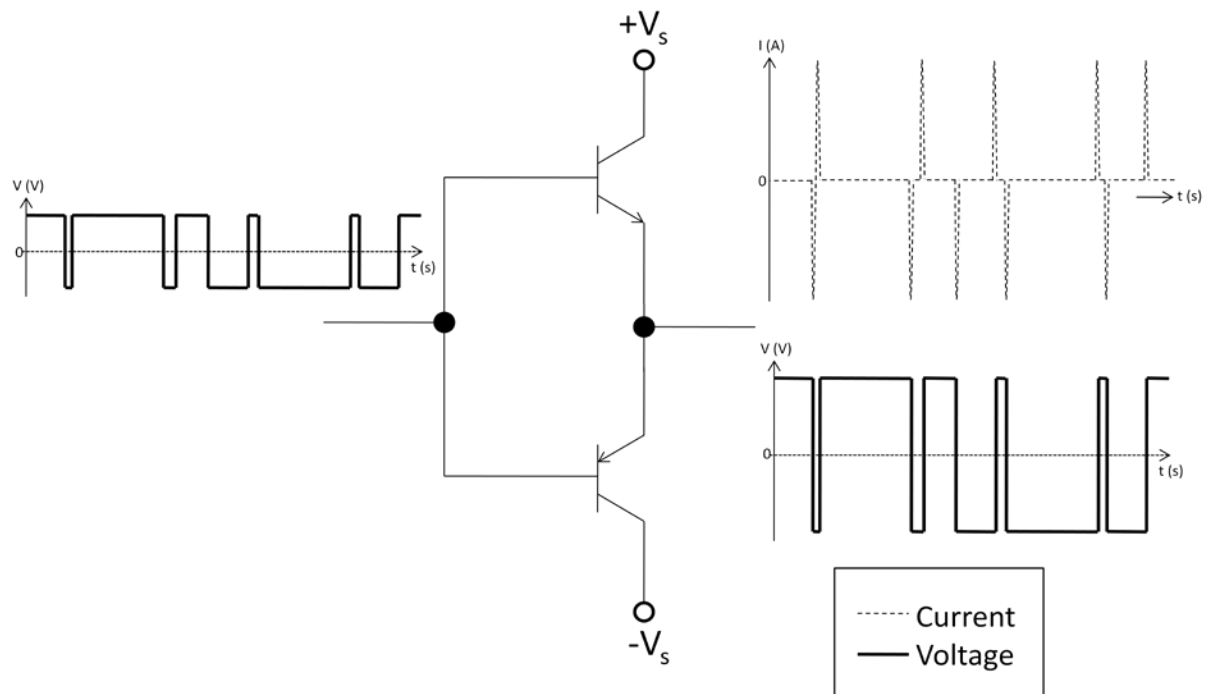 +Vs
I (A)
0
t (s)
V (V)
0
t (s)
V (V)
0
t (s)
-Vs
Current
Voltage